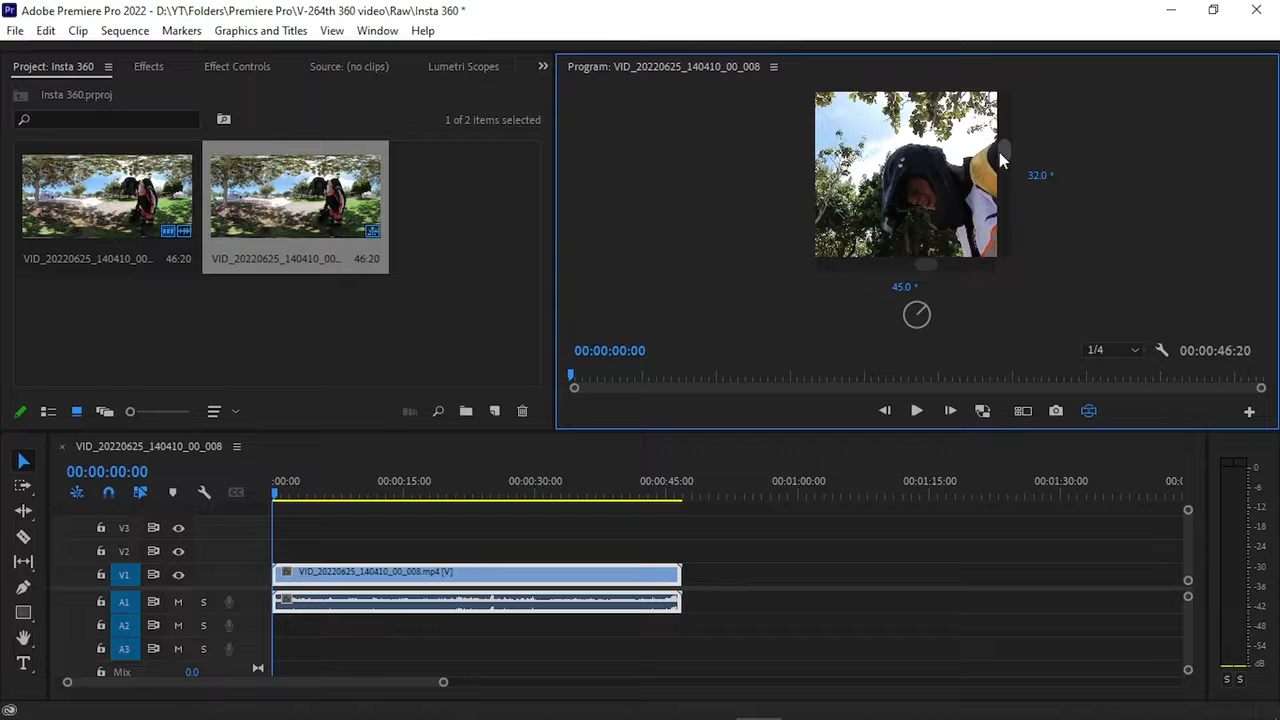 Pr Adobe Premiere Pro 2022 - D:\YT\Folders\Premiere Pro\V-264th 360 video\Raw\Insta 360 *
File Edit Clip Sequence Markers Graphics and Titles View Window Help
Project: Insta 360 Effects Effect Controls Source: (no clips) Lumetri Scopes
Program: VID_20220625_140410_00_008
Insta 360.prproj
1 of 2 items selected
VID_20220625_140410_00... 46:20
VID_20220625_140410_00... 46:20
32.0 °
45.0 °
00:00:00:00 1/4 00:00:46:20
VID_20220625_140410_00_008
00:00:00:00
:00:00 00:00:15:00 00:00:30:00 00:00:45:00 00:01:00:00 00:01:15:00 00:01:30:00 00:0
V3
V2
V1 VID_20220625_140410_00_008.mp4 [V]
A1 M S
A2 M S
A3 M S
Mix 0.0
0
-6
-12
-18
-24
-30
-36
-42
-48
-54
dB
S S